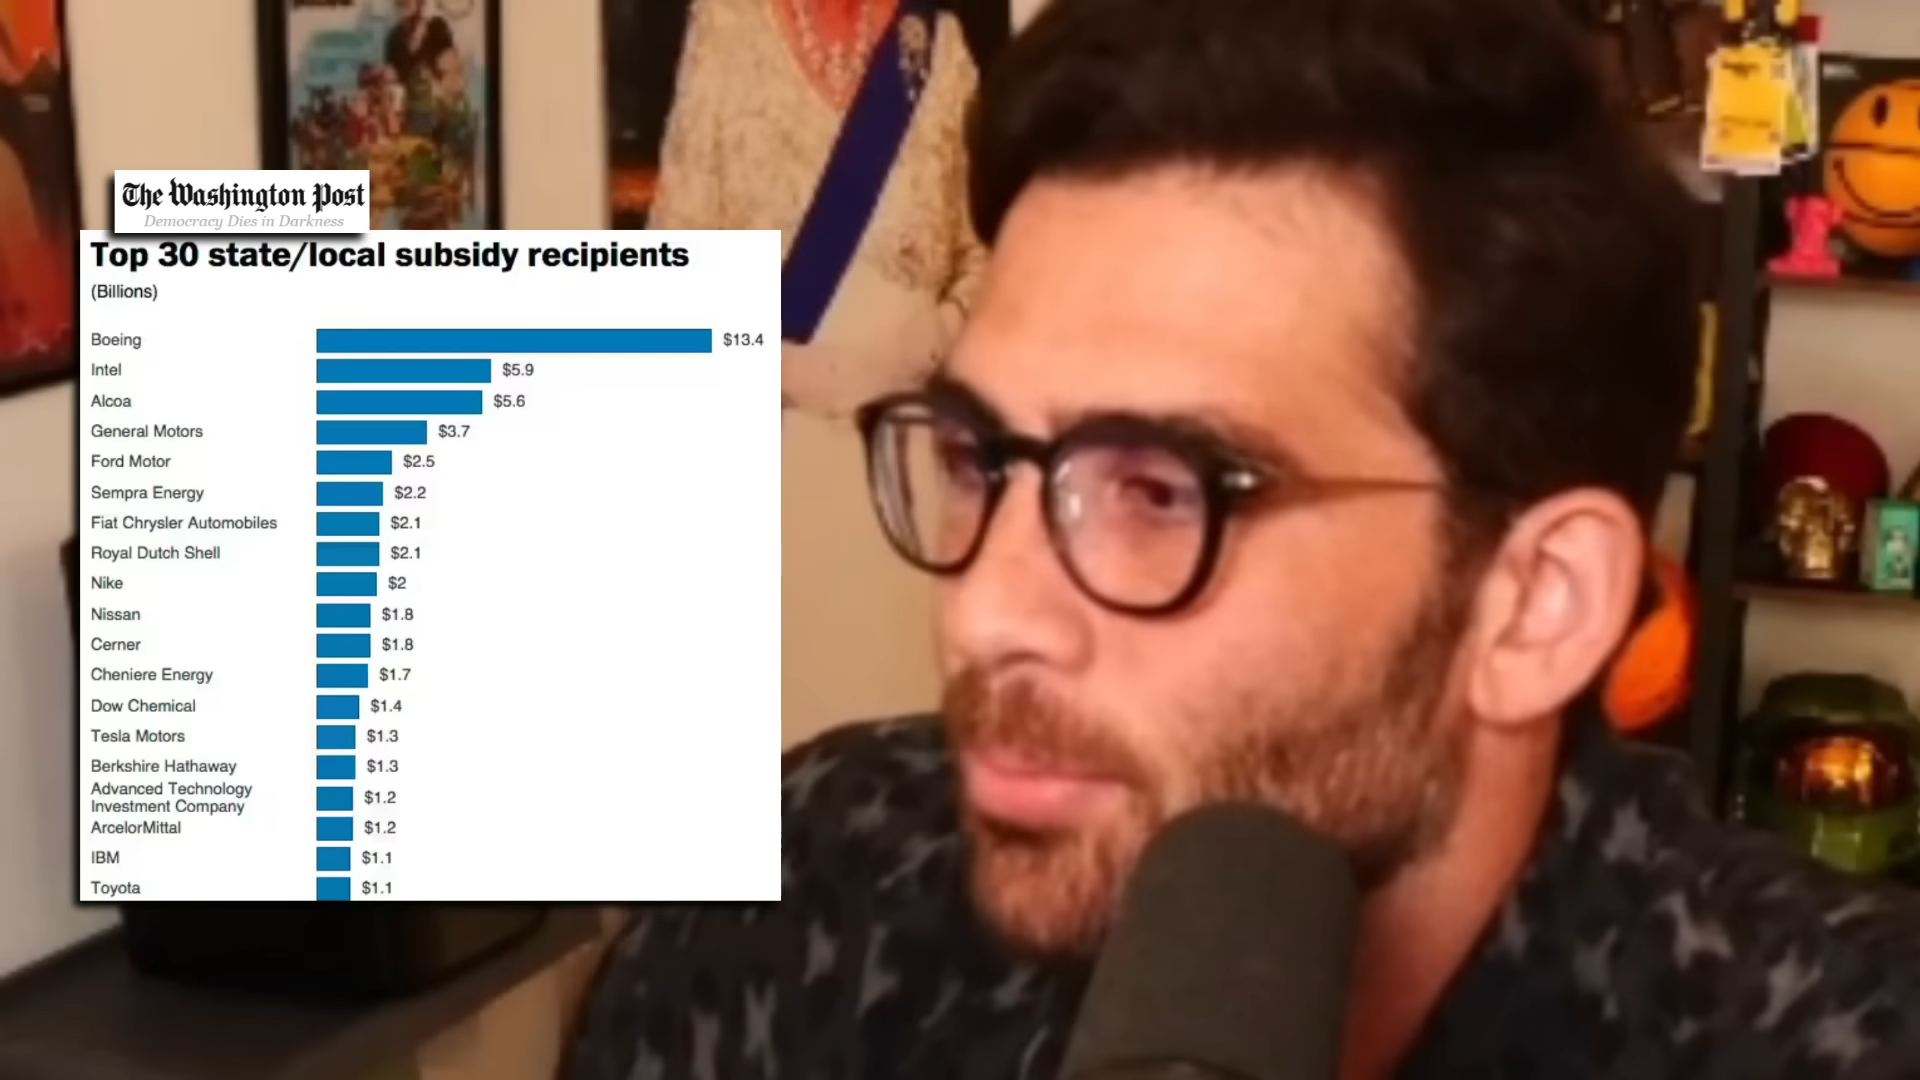 The Washington Post
Democracy Dies in Darkness
Top 30 state/local subsidy recipients
(Billions)
Boeing $13.4
Intel $5.9
Alcoa $5.6
General Motors $3.7
Ford Motor $2.5
Sempra Energy $2.2
Fiat Chrysler Automobiles $2.1
Royal Dutch Shell $2.1
Nike $2
Nissan $1.8
Cerner $1.8
Cheniere Energy $1.7
Dow Chemical $1.4
Tesla Motors $1.3
Berkshire Hathaway $1.3
Advanced Technology
Investment Company $1.2
ArcelorMittal $1.2
IBM $1.1
Toyota $1.1